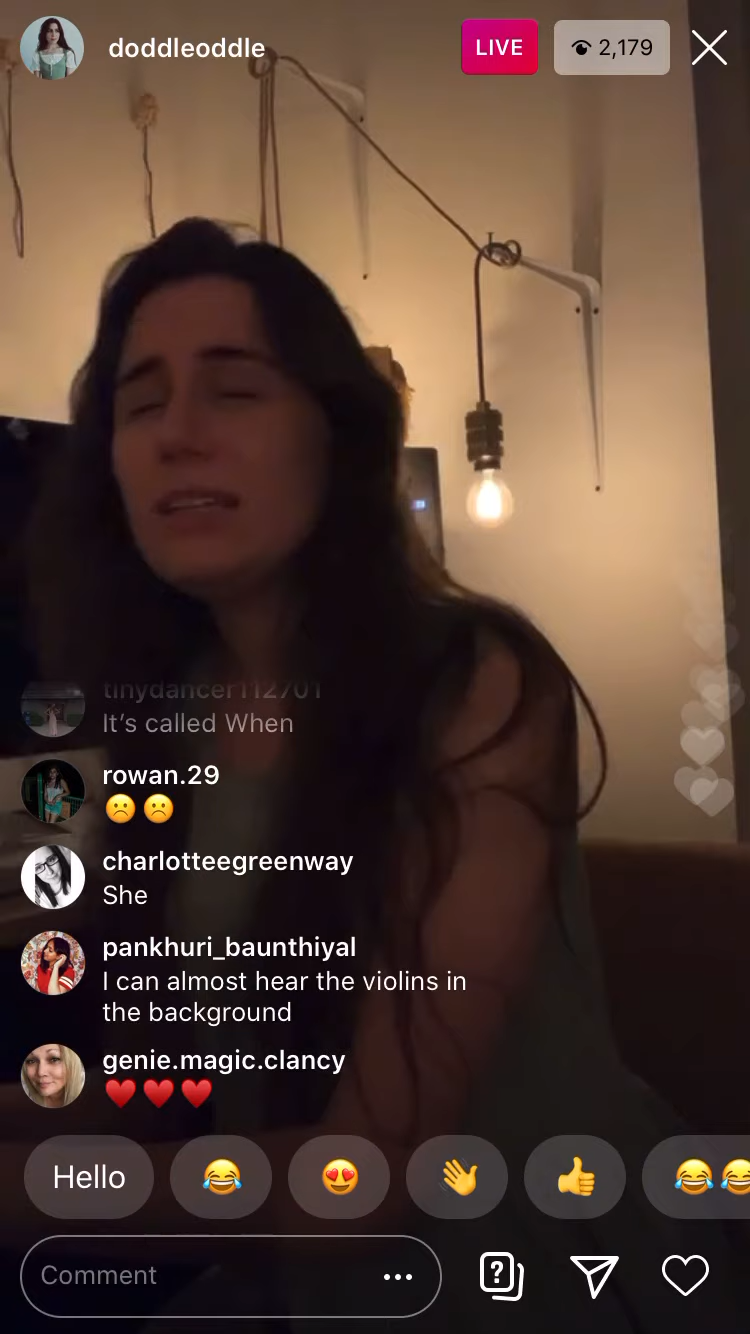 doddleoddle
LIVE
2,179
tinydancer112701
It’s called When
rowan.29
☹️☹️
charlotteegreenway
She
pankhuri_baunthiyal
I can almost hear the violins in
the background
genie.magic.clancy
❤️❤️❤️
Hello 😂 😍 👋 👍 😂😂
Comment